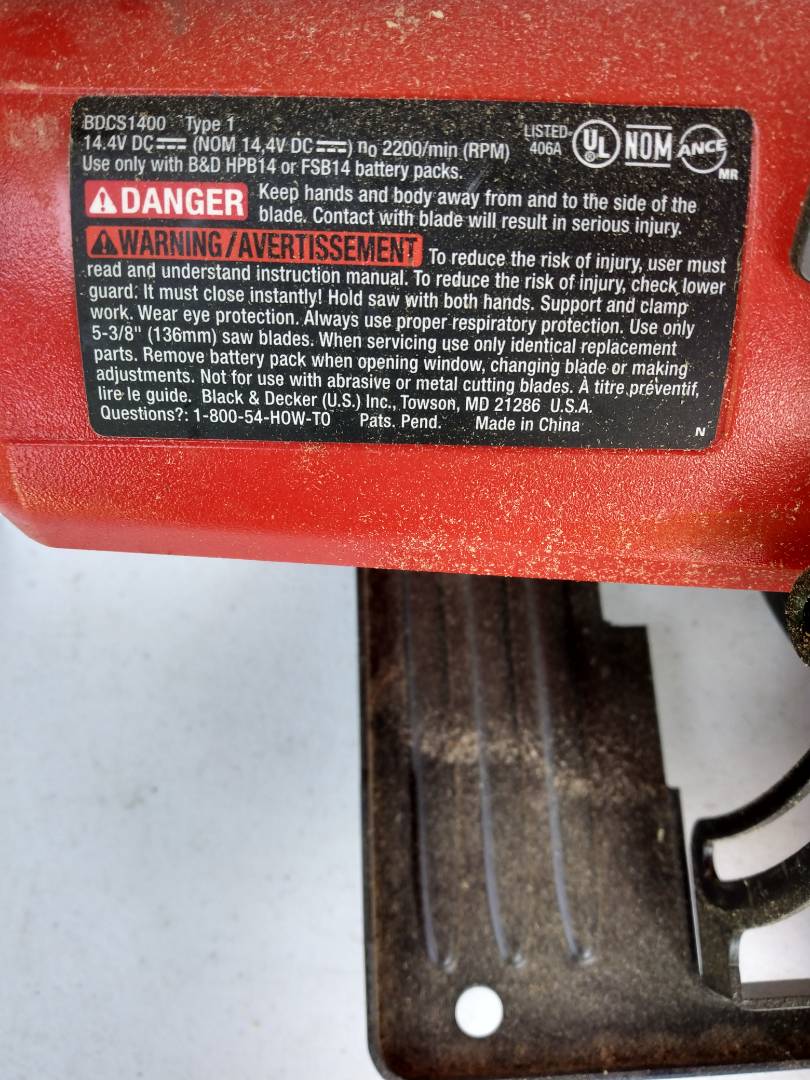 BDCS1400 Type 1
14.4V DC ⎓ (NOM 14,4V DC ⎓) n₀ 2200/min (RPM)
Use only with B&D HPB14 or FSB14 battery packs.
LISTED
406A
UL
NOM
ANCE
MR
DANGER
Keep hands and body away from and to the side of the
blade. Contact with blade will result in serious injury.
WARNING/AVERTISSEMENT To reduce the risk of injury, user must
read and understand instruction manual. To reduce the risk of injury, check lower
guard. It must close instantly! Hold saw with both hands. Support and clamp
work. Wear eye protection. Always use proper respiratory protection. Use only
5-3/8" (136mm) saw blades. When servicing use only identical replacement
parts. Remove battery pack when opening window, changing blade or making
adjustments. Not for use with abrasive or metal cutting blades. À titre préventif,
lire le guide. Black & Decker (U.S.) Inc., Towson, MD 21286 U.S.A.
Questions?: 1-800-54-HOW-TO Pats. Pend. Made in China
N